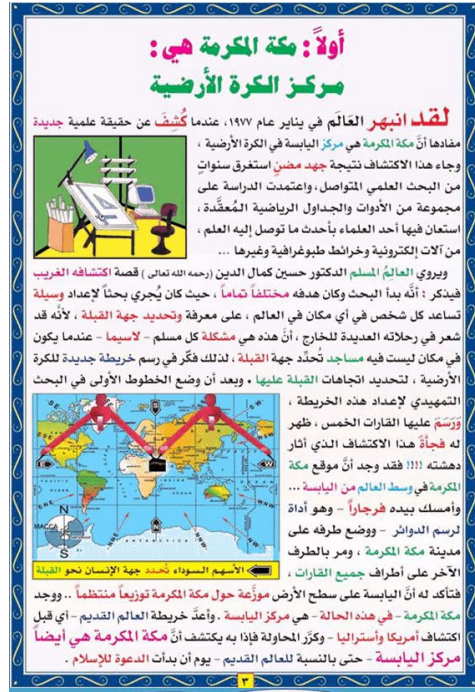 أولاً : مكة المكرمة هي :
مركز الكرة الأرضية
لقد انبهر العَالَم في يناير عام ١٩٧٧، عندما كُشِفَ عن حقيقة علمية جديدة
مفادها أنَّ مكة المكرمة هي مركز اليابسة في الكرة الأرضية ،
وجاء هذا الاكتشاف نتيجة جهد مضنٍ استغرق سنواتٍ
من البحث العلمي المتواصل، واعتمدت الدراسة على
مجموعة من الأدوات والجداول الرياضية المُعقَّدة ،
استعان فيها أحد العلماء بأحدث ما توصل إليه العلم ،
من آلات إلكترونية وخرائط طبوغرافية وغيرها ...
ويروي العالِمُ المسلم الدكتور حسين كمال الدين (رحمه الله تعالى) قصة اكتشافه الغريب
فيذكر : أنَّه بدأ البحث وكان هدفه مختلفاً تماماً ، حيث كان يُجري بحثاً لإعداد وسيلة
تساعد كل شخص في أي مكان في العالم ، على معرفة وتحديد جهة القبلة ، لأنه قد
شعر في رحلاته العديدة للخارج ، أنَّ هذه هي مشكلة كل مسلم - لاسيما - عندما يكون
في مكان ليست فيه مساجد تُحدِّد جهة القبلة ، لذلك فكّر في رسم خريطة جديدة للكرة
الأرضية ، لتحديد اتجاهات القبلة عليها . وبعد أن وضع الخطوط الأولى في البحث
التمهيدي لإعداد هذه الخريطة ،
وَرَسَمَ عليها القارات الخمس ، ظهر
له فجأةً هذا الاكتشاف الذي أثار
دهشته !!!! فقد وجد أنَّ موقع مكة
المكرمة في وسط العالم من اليابسة ...
وأمسك بيده فرجاراً - وهو أداة
لرسم الدوائر - ووضع طرفه على
مدينة مكة المكرمة ، ومر بالطرف
الآخر على أطراف جميع القارات ،
SSE
SSW
ESE
ENE
WNW
NNW
N
MACCA
S
الأسهم السوداء تُحدد جهة الإنسان نحو القبلة
فتأكد له أنَّ اليابسة على سطح الأرض موزَّعة حول مكة المكرمة توزيعاً منتظماً .. ووجد
مكة المكرمة - في هذه الحالة - هي مركز اليابسة . وأعدَّ خريطة العالم القديم - أي قبل
اكتشاف أمريكا وأستراليا - وكرَّر المحاولة فإذا به يكتشف أنَّ مكة المكرمة هي أيضاً
مركز اليابسة - حتى بالنسبة للعالم القديم - يوم أن بدأت الدعوة للإسلام .
٣